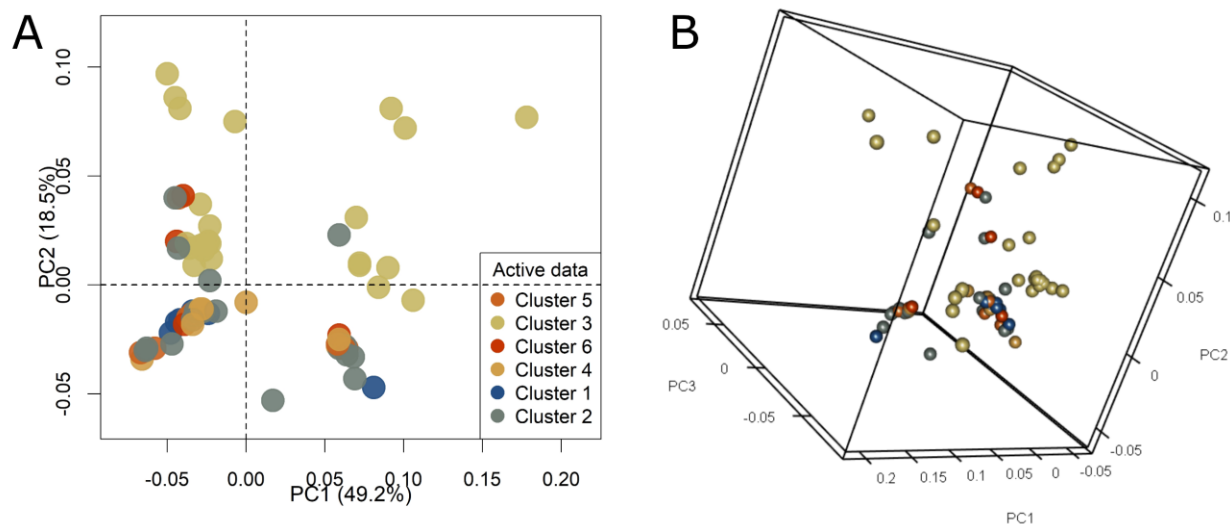 A
PC2 (18.5%)
0.10
0.05
0.00
-0.05
-0.05
0.00
0.05
0.10
0.15
0.20
PC1 (49.2%)
Active data
Cluster 5
Cluster 3
Cluster 6
Cluster 4
Cluster 1
Cluster 2
B
0.05
0
-0.05
PC3
0.2
0.15
0.1
0.05
0
-0.05
PC1
0.1
0.05
0
-0.05
PC2